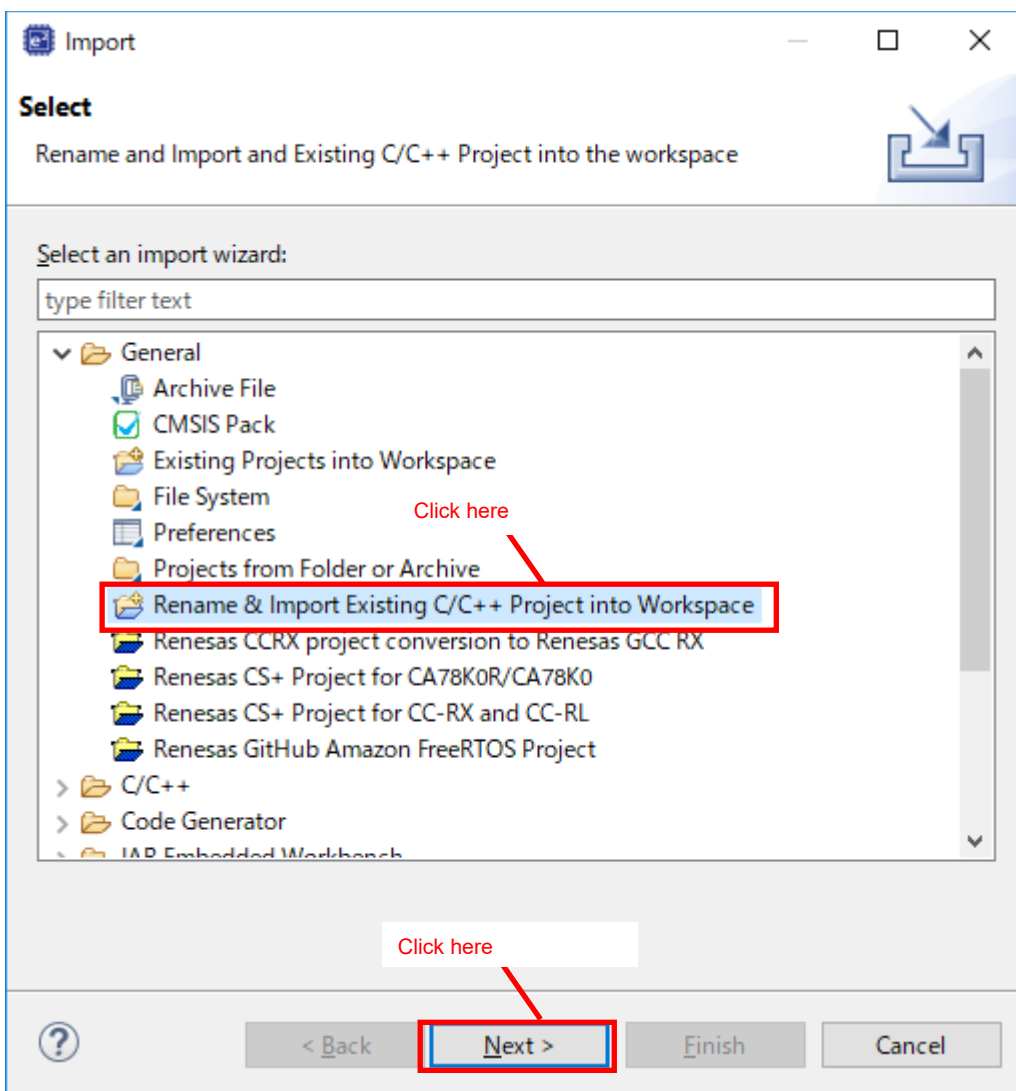 Import
Select
Rename and Import and Existing C/C++ Project into the workspace
Select an import wizard:
type filter text
General
Archive File
CMSIS Pack
Existing Projects into Workspace
File System
Click here
Preferences
Projects from Folder or Archive
Rename & Import Existing C/C++ Project into Workspace
Renesas CCRX project conversion to Renesas GCC RX
Renesas CS+ Project for CA78K0R/CA78K0
Renesas CS+ Project for CC-RX and CC-RL
Renesas GitHub Amazon FreeRTOS Project
C/C++
Code Generator
IAR Embedded Workbench
Click here
? < Back Next > Finish Cancel